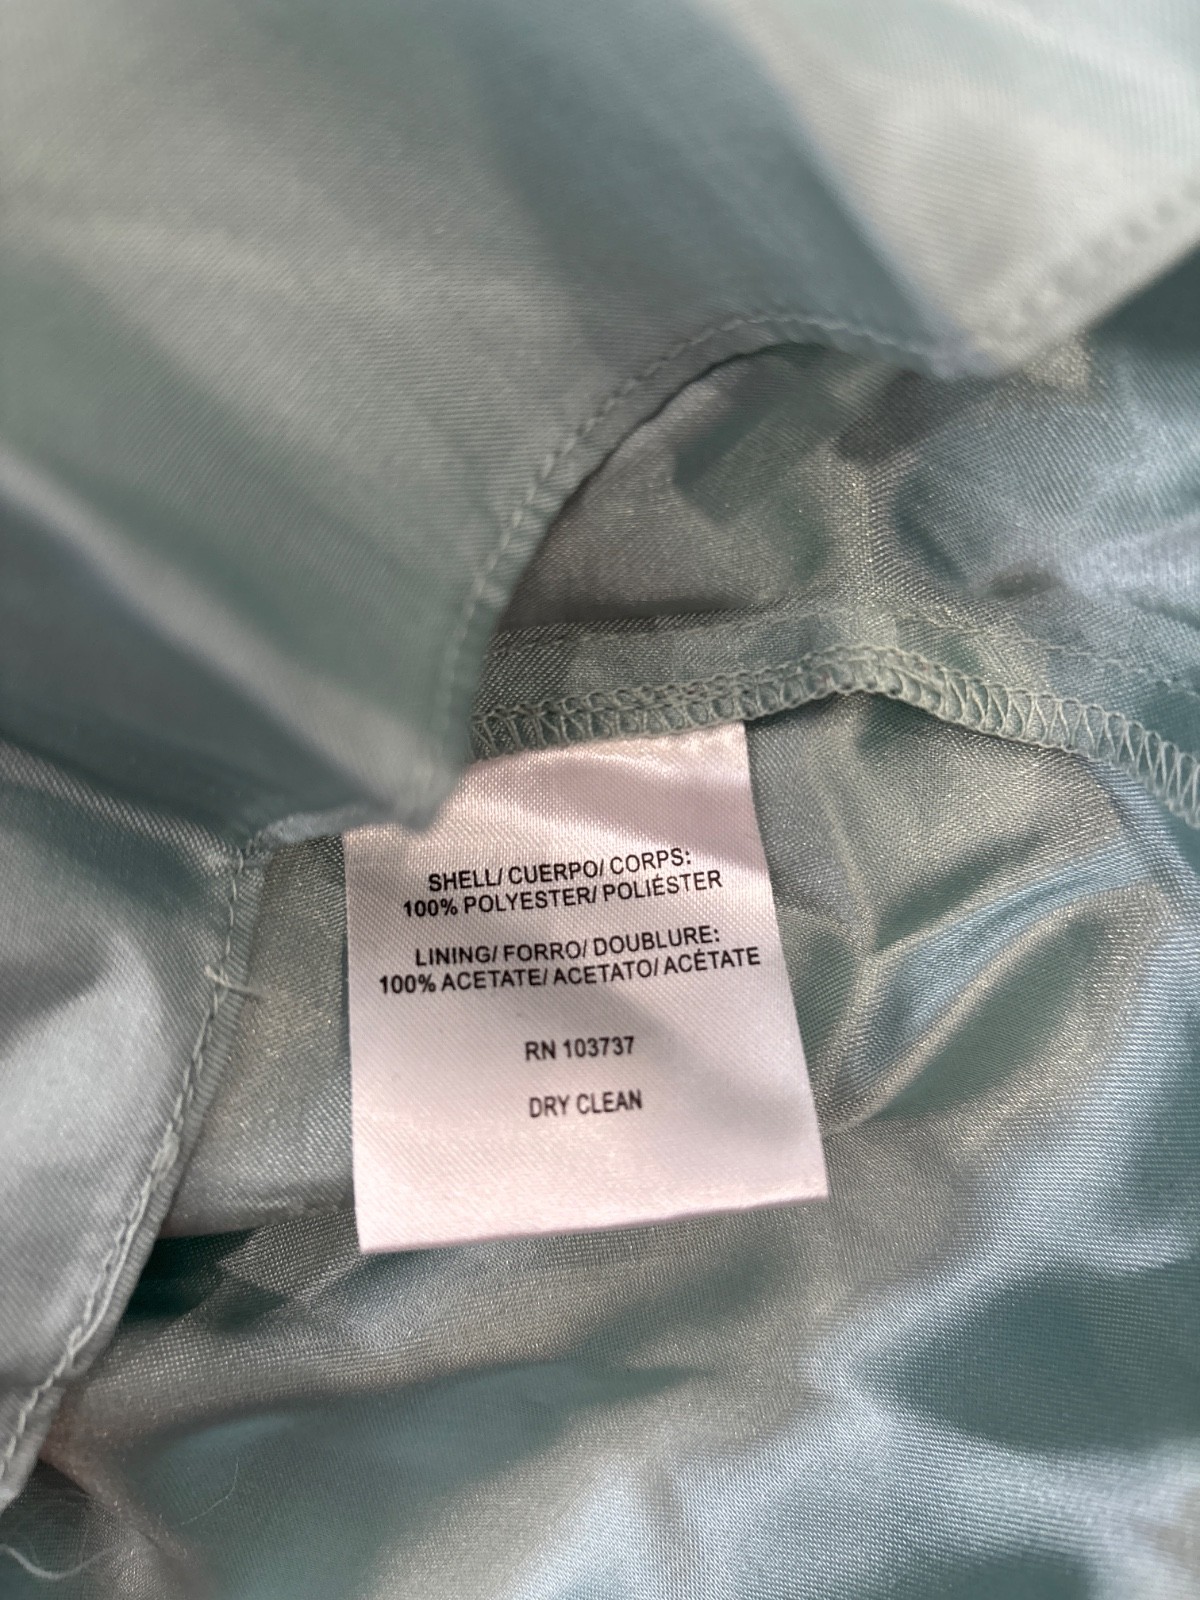 SHELL/ CUERPO/ CORPS:
100% POLYESTER/ POLIÉSTER
LINING/ FORRO/ DOUBLURE:
100% ACETATE/ ACETATO/ ACÉTATE
RN 103737
DRY CLEAN